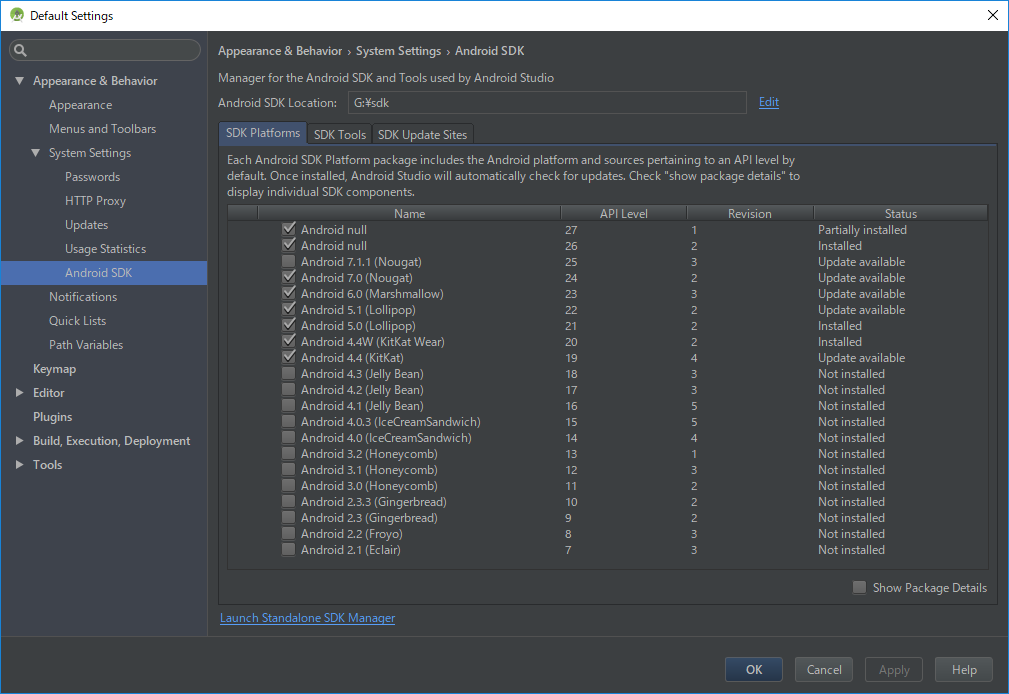 Default Settings
Appearance & Behavior
Appearance
Menus and Toolbars
System Settings
Passwords
HTTP Proxy
Updates
Usage Statistics
Android SDK
Notifications
Quick Lists
Path Variables
Keymap
Editor
Plugins
Build, Execution, Deployment
Tools
Appearance & Behavior › System Settings › Android SDK
Manager for the Android SDK and Tools used by Android Studio
Android SDK Location: G:¥sdk Edit
SDK Platforms SDK Tools SDK Update Sites
Each Android SDK Platform package includes the Android platform and sources pertaining to an API level by
default. Once installed, Android Studio will automatically check for updates. Check "show package details" to
display individual SDK components.
Name API Level Revision Status
Android null 27 1 Partially installed
Android null 26 2 Installed
Android 7.1.1 (Nougat) 25 3 Update available
Android 7.0 (Nougat) 24 2 Update available
Android 6.0 (Marshmallow) 23 3 Update available
Android 5.1 (Lollipop) 22 2 Update available
Android 5.0 (Lollipop) 21 2 Installed
Android 4.4W (KitKat Wear) 20 2 Installed
Android 4.4 (KitKat) 19 4 Update available
Android 4.3 (Jelly Bean) 18 3 Not installed
Android 4.2 (Jelly Bean) 17 3 Not installed
Android 4.1 (Jelly Bean) 16 5 Not installed
Android 4.0.3 (IceCreamSandwich) 15 5 Not installed
Android 4.0 (IceCreamSandwich) 14 4 Not installed
Android 3.2 (Honeycomb) 13 1 Not installed
Android 3.1 (Honeycomb) 12 3 Not installed
Android 3.0 (Honeycomb) 11 2 Not installed
Android 2.3.3 (Gingerbread) 10 2 Not installed
Android 2.3 (Gingerbread) 9 2 Not installed
Android 2.2 (Froyo) 8 3 Not installed
Android 2.1 (Eclair) 7 3 Not installed
Show Package Details
Launch Standalone SDK Manager
OK Cancel Apply Help